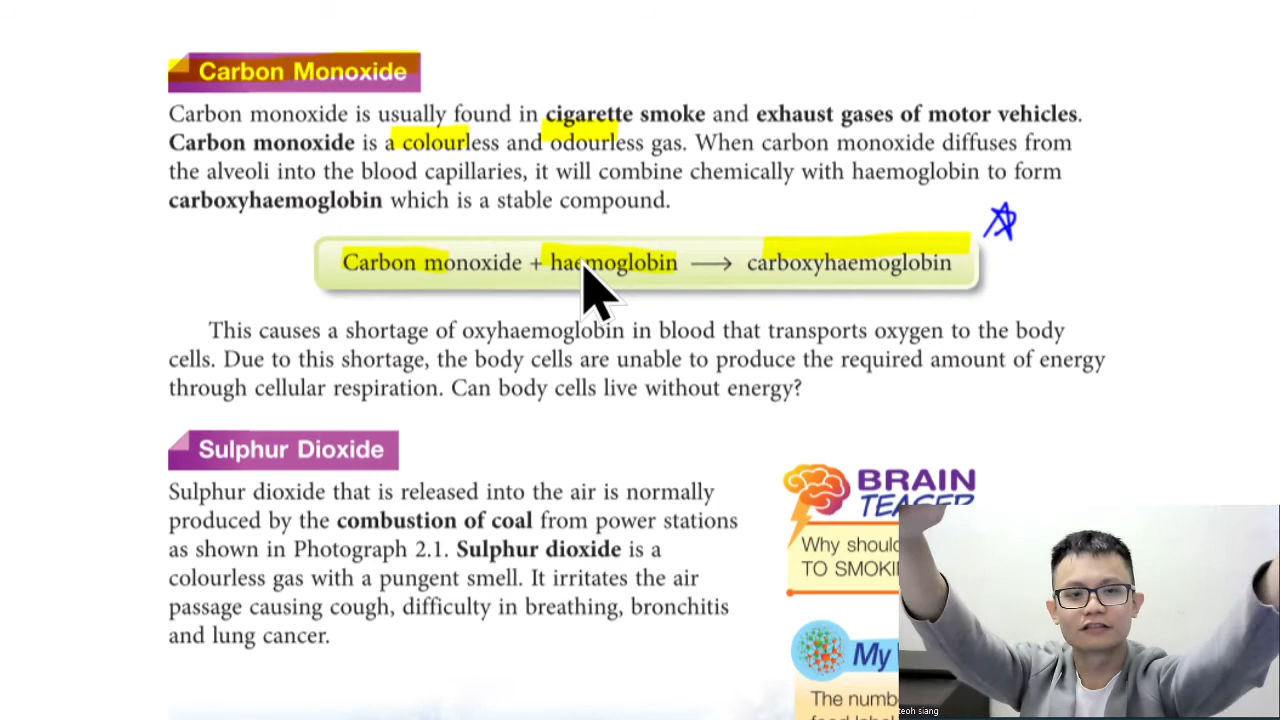 Carbon Monoxide
Carbon monoxide is usually found in cigarette smoke and exhaust gases of motor vehicles.
Carbon monoxide is a colourless and odourless gas. When carbon monoxide diffuses from
the alveoli into the blood capillaries, it will combine chemically with haemoglobin to form
carboxyhaemoglobin which is a stable compound.
Carbon monoxide + haemoglobin ⟶ carboxyhaemoglobin
This causes a shortage of oxyhaemoglobin in blood that transports oxygen to the body
cells. Due to this shortage, the body cells are unable to produce the required amount of energy
through cellular respiration. Can body cells live without energy?
Sulphur Dioxide
Sulphur dioxide that is released into the air is normally
produced by the combustion of coal from power stations
as shown in Photograph 2.1. Sulphur dioxide is a
colourless gas with a pungent smell. It irritates the air
passage causing cough, difficulty in breathing, bronchitis
and lung cancer.
BRAIN
TEASER
Why shoul
TO SMOKI
My
The numb
teoh siang